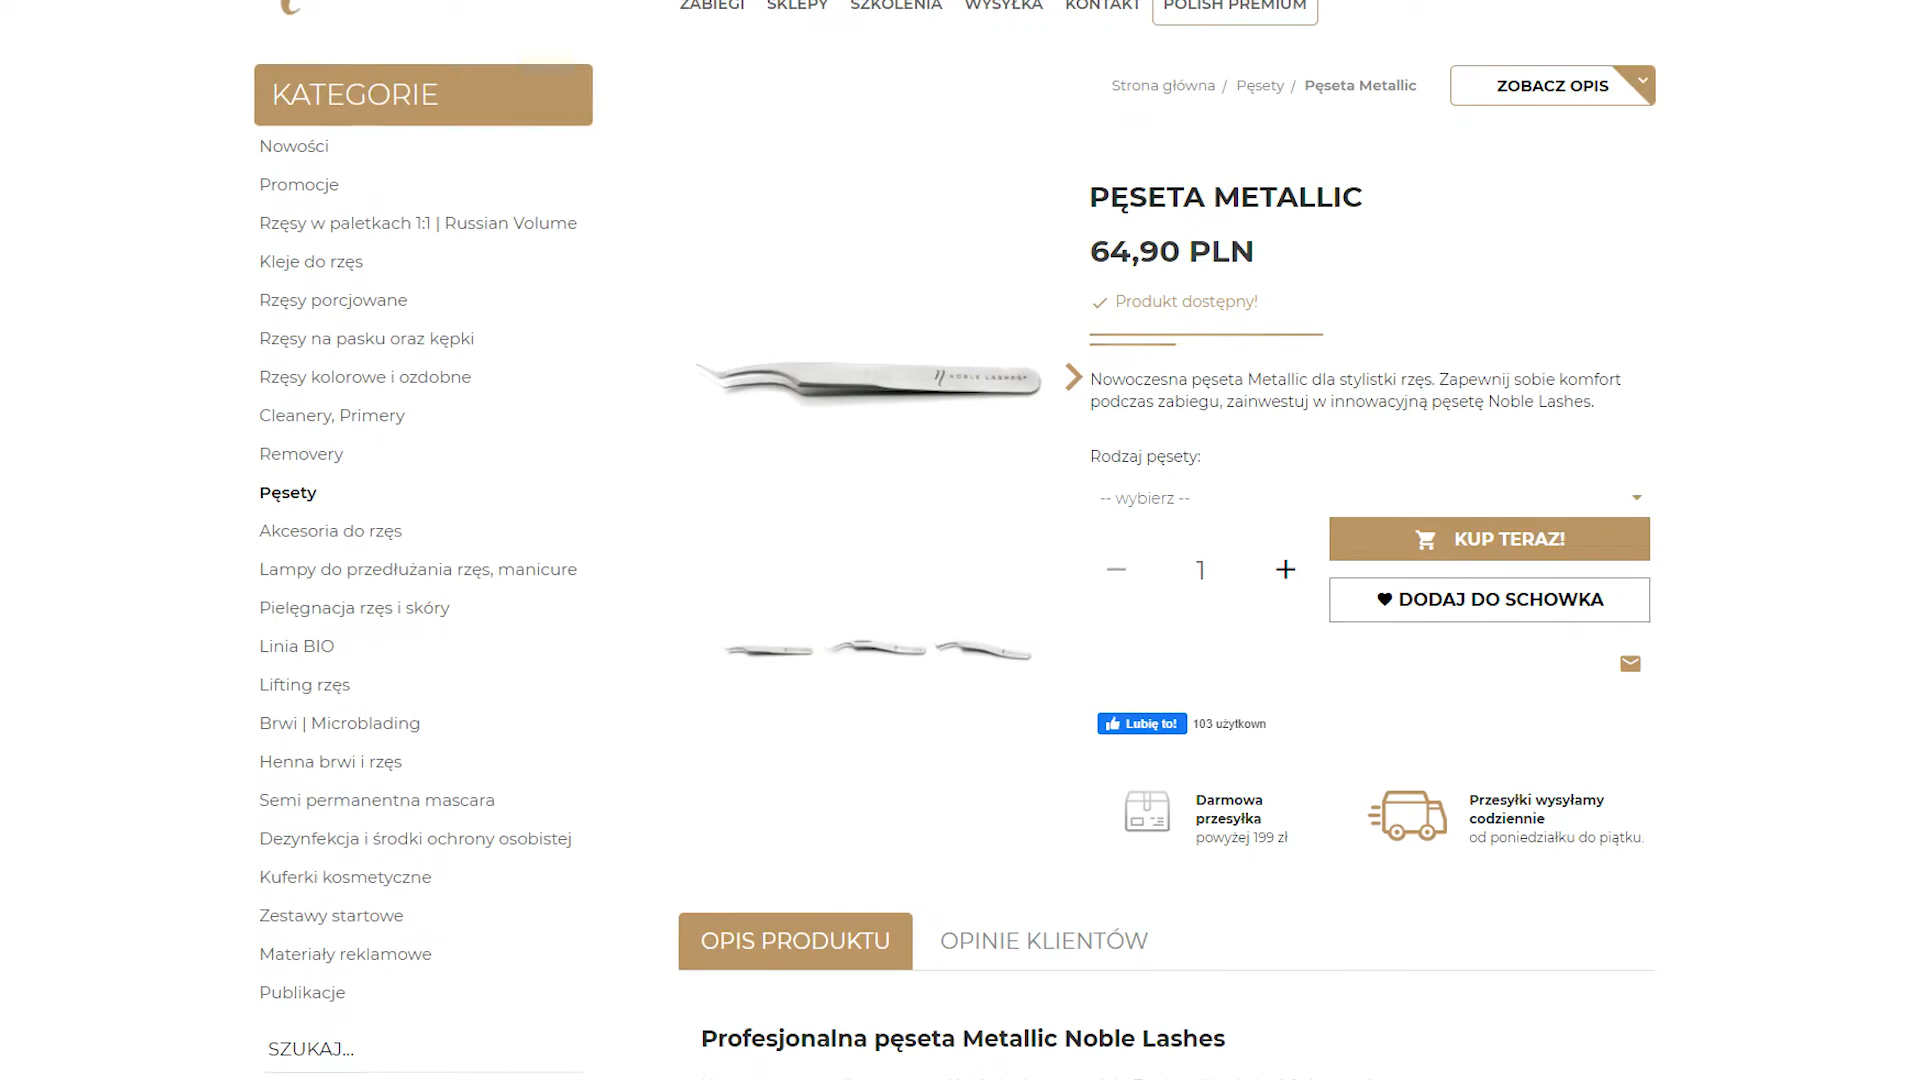 ZABIEGI SKLEPY SZKOLENIA WYSYŁKA KONTAKT POLISH PREMIUM
KATEGORIE
Nowości
Promocje
Rzęsy w paletkach 1:1 | Russian Volume
Kleje do rzęs
Rzęsy porcjowane
Rzęsy na pasku oraz kępki
Rzęsy kolorowe i ozdobne
Cleanery, Primery
Removery
Pęsety
Akcesoria do rzęs
Lampy do przedłużania rzęs, manicure
Pielęgnacja rzęs i skóry
Linia BIO
Lifting rzęs
Brwi | Microblading
Henna brwi i rzęs
Semi permanentna mascara
Dezynfekcja i środki ochrony osobistej
Kuferki kosmetyczne
Zestawy startowe
Materiały reklamowe
Publikacje
SZUKAJ...
Strona główna / Pęsety / Pęseta Metallic
ZOBACZ OPIS
PĘSETA METALLIC
64,90 PLN
Produkt dostępny!
NOBLE LASHES
Nowoczesna pęseta Metallic dla stylistki rzęs. Zapewnij sobie komfort
podczas zabiegu, zainwestuj w innowacyjną pęsetę Noble Lashes.
Rodzaj pęsety:
-- wybierz --
1
KUP TERAZ!
DODAJ DO SCHOWKA
Lubię to! 103 użytkown
Darmowa
przesyłka
powyżej 199 zł
Przesyłki wysyłamy
codziennie
od poniedziałku do piątku.
OPIS PRODUKTU
OPINIE KLIENTÓW
Profesjonalna pęseta Metallic Noble Lashes